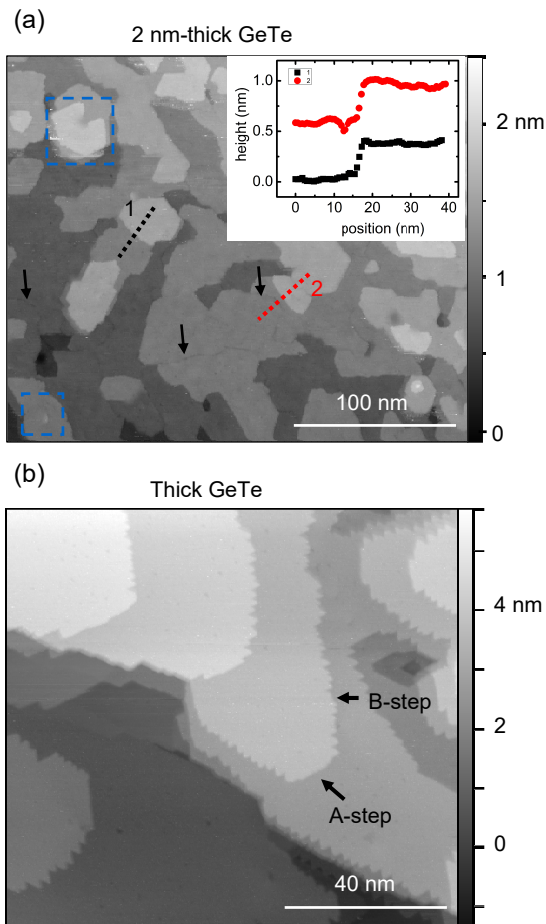 (a)
2 nm-thick GeTe
1
2
height (nm)
1.0
0.5
0.0
0
10
20
30
40
position (nm)
1
2
100 nm
2 nm
1
0
(b)
Thick GeTe
B-step
A-step
40 nm
4 nm
2
0